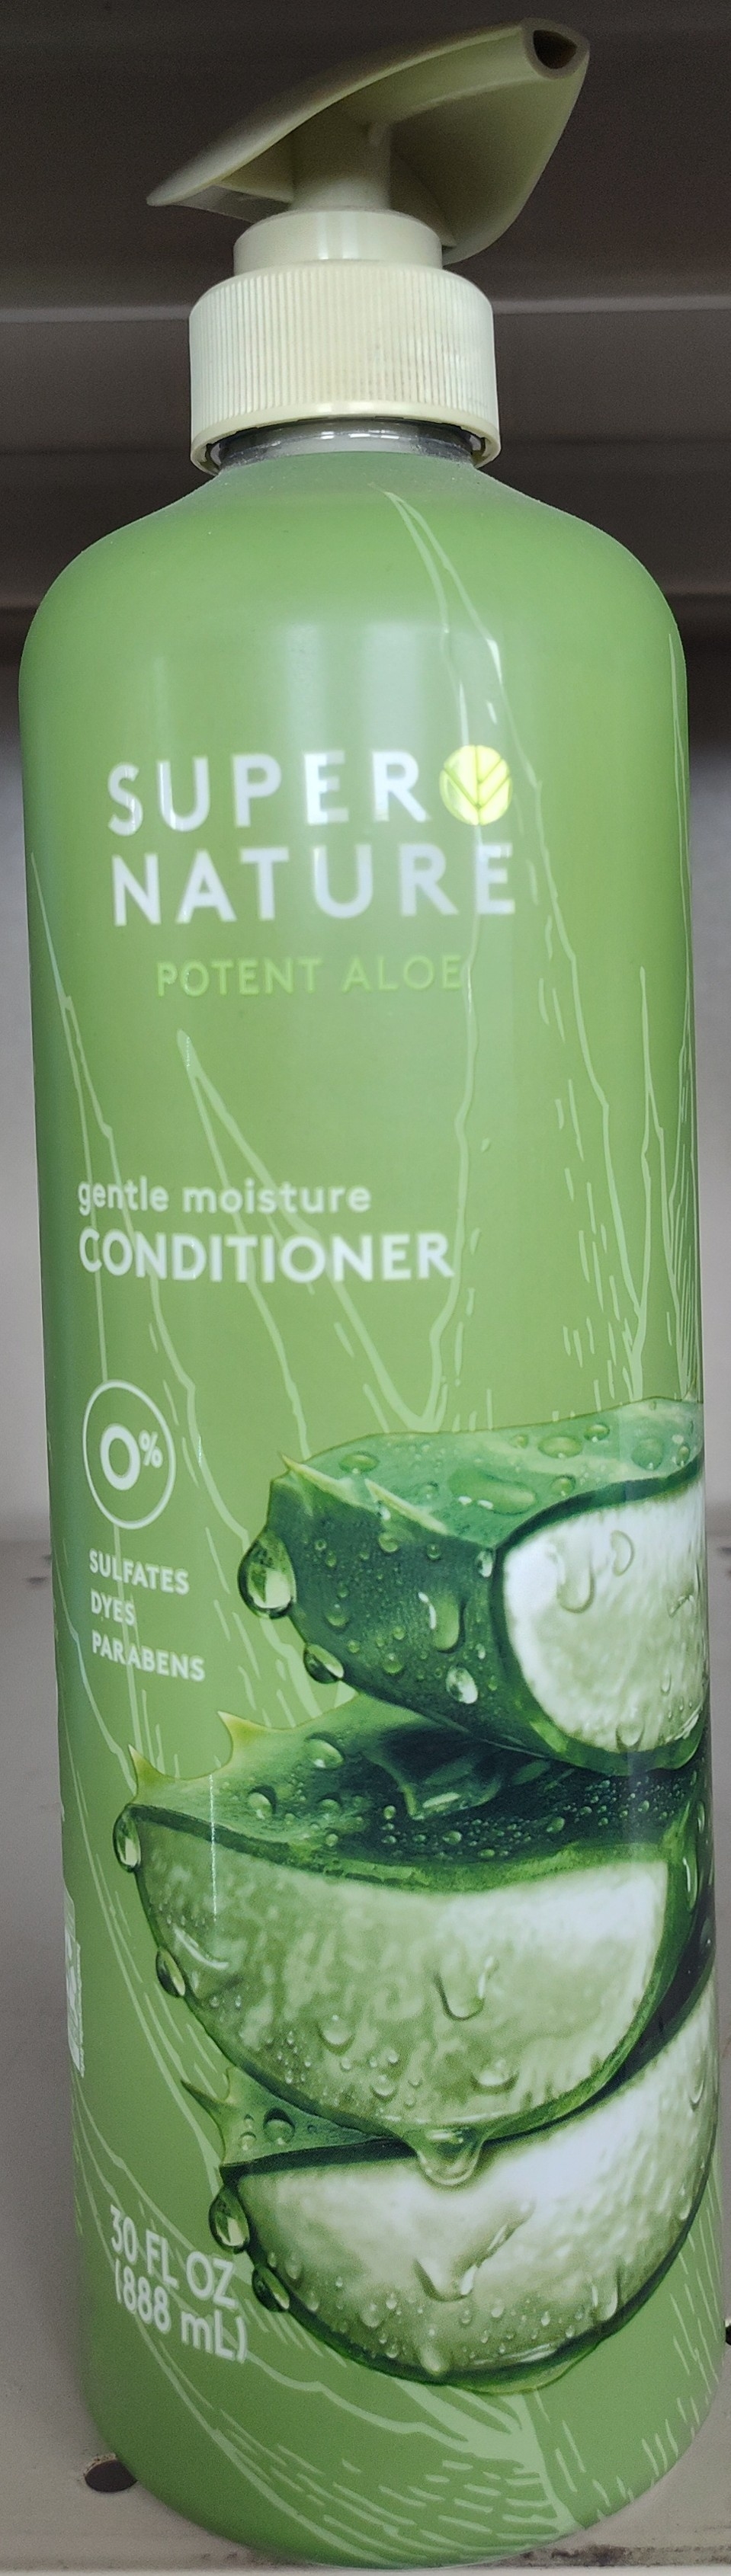 SUPER
NATURE
POTENT ALOE
gentle moisture
CONDITIONER
0%
SULFATES
DYES
PARABENS
30 FL OZ
(888 mL)